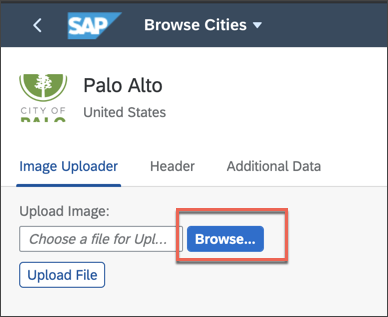 SAP Browse Cities
Palo Alto
United States
CITY OF
PALO
Image Uploader Header Additional Data
Upload Image:
Choose a file for Upl... Browse...
Upload File